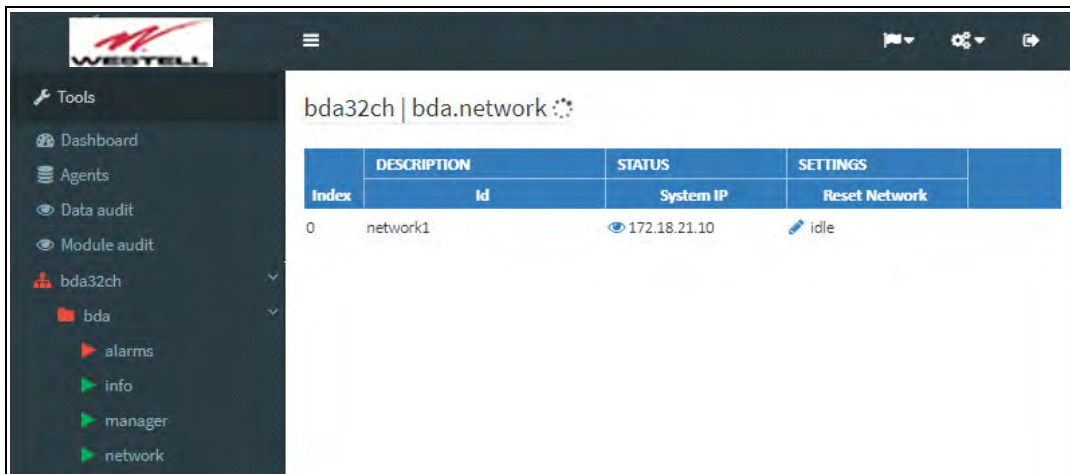 WESTELL
Tools
Dashboard
Agents
Data audit
Module audit
bda32ch
bda
alarms
info
manager
network
bda32ch | bda.network
DESCRIPTION STATUS SETTINGS
Index Id System IP Reset Network
0 network1 172.18.21.10 idle